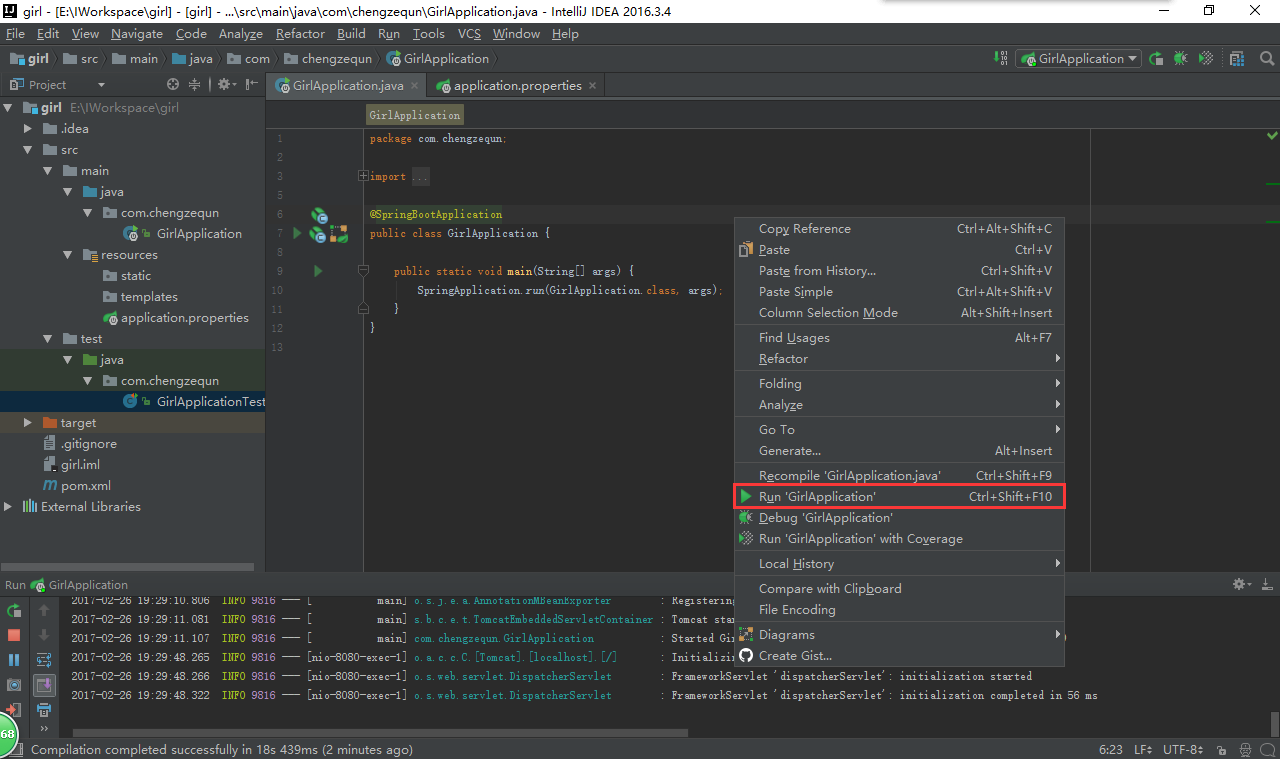 girl - [E:\IWorkspace\girl] - [girl] - ...\src\main\java\com\chengzequn\GirlApplication.java - IntelliJ IDEA 2016.3.4
File Edit View Navigate Code Analyze Refactor Build Run Tools VCS Window Help
girl src main java com chengzequn GirlApplication GirlApplication
Project GirlApplication.java application.properties
girl E:\IWorkspace\girl
.idea
src
main
java
com.chengzequn
GirlApplication
resources
static
templates
application.properties
test
java
com.chengzequn
GirlApplicationTest
target
.gitignore
girl.iml
pom.xml
External Libraries
GirlApplication
1 package com.chengzequn;
2
3 import ...
5
6 @SpringBootApplication
7 public class GirlApplication {
8
9 public static void main(String[] args) {
10 SpringApplication.run(GirlApplication.class, args);
11 }
12 }
13
Copy Reference Ctrl+Alt+Shift+C
Paste Ctrl+V
Paste from History... Ctrl+Shift+V
Paste Simple Ctrl+Alt+Shift+V
Column Selection Mode Alt+Shift+Insert
Find Usages Alt+F7
Refactor
Folding
Analyze
Go To
Generate... Alt+Insert
Recompile 'GirlApplication.java' Ctrl+Shift+F9
Run 'GirlApplication' Ctrl+Shift+F10
Debug 'GirlApplication'
Run 'GirlApplication' with Coverage
Local History
Compare with Clipboard
File Encoding
Diagrams
Create Gist...
Run GirlApplication
2017-02-26 19:29:10.806 INFO 9816 --- [ main] o.s.j.e.a.AnnotationMBeanExporter : Registering
2017-02-26 19:29:11.081 INFO 9816 --- [ main] s.b.c.e.t.TomcatEmbeddedServletContainer : Tomcat star
2017-02-26 19:29:11.107 INFO 9816 --- [ main] com.chengzequn.GirlApplication : Started Gir )
2017-02-26 19:29:48.265 INFO 9816 --- [nio-8080-exec-1] o.a.c.c.C.[Tomcat].[localhost].[/] : Initializin
2017-02-26 19:29:48.266 INFO 9816 --- [nio-8080-exec-1] o.s.web.servlet.DispatcherServlet : FrameworkServlet 'dispatcherServlet': initialization started
2017-02-26 19:29:48.322 INFO 9816 --- [nio-8080-exec-1] o.s.web.servlet.DispatcherServlet : FrameworkServlet 'dispatcherServlet': initialization completed in 56 ms
68
Compilation completed successfully in 18s 439ms (2 minutes ago) 6:23 LF UTF-8